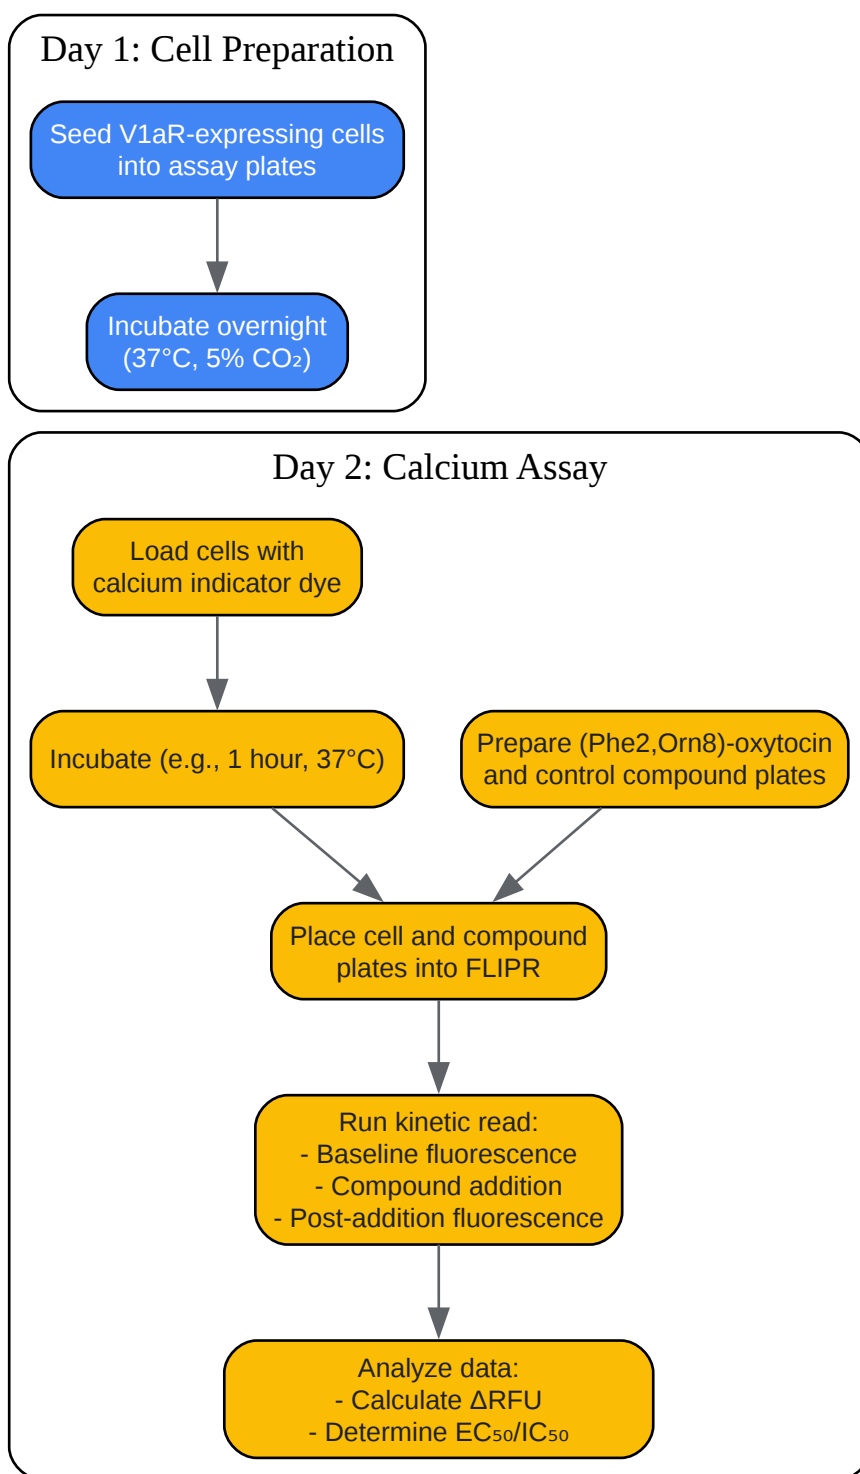 Day 1: Cell Preparation
Seed V1aR-expressing cells
into assay plates
Incubate overnight
(37°C, 5% CO₂)
Day 2: Calcium Assay
Load cells with
calcium indicator dye
Incubate (e.g., 1 hour, 37°C)
Prepare (Phe2,Orn8)-oxytocin
and control compound plates
Place cell and compound
plates into FLIPR
Run kinetic read:
- Baseline fluorescence
- Compound addition
- Post-addition fluorescence
Analyze data:
- Calculate ΔRFU
- Determine EC₅₀/IC₅₀